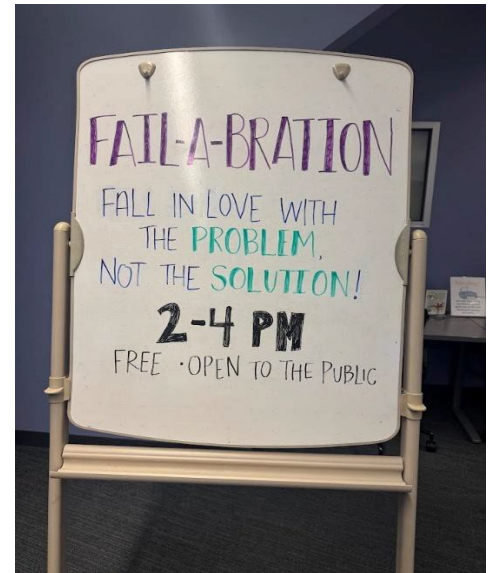 FAIL-A-BRATION
FALL IN LOVE WITH
THE PROBLEM,
NOT THE SOLUTION!
2-4 PM
FREE · OPEN TO THE PUBLIC